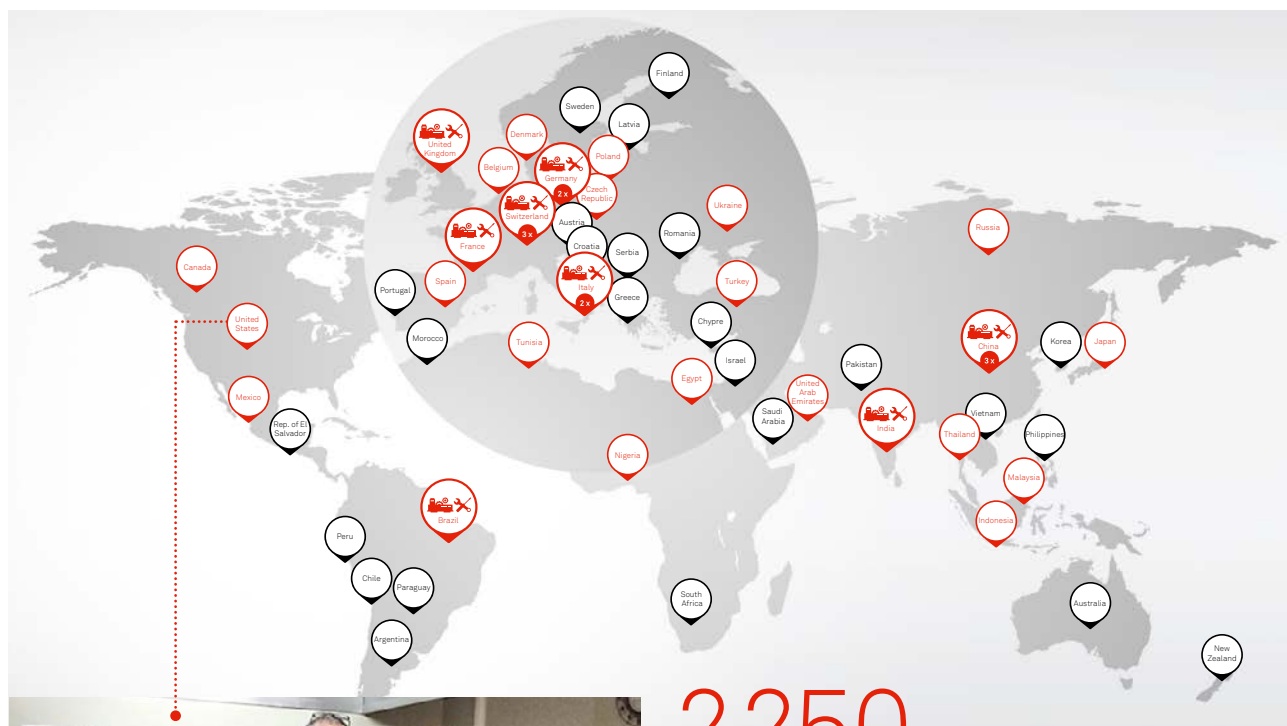 Finland
Sweden
Latvia
United
Kingdom
Denmark
Poland
Belgium
Germany
2 x
Czech
Republic
Switzerland
3 x
Austria
Ukraine
Romania
Russia
France
Croatia
Serbia
Canada
Portugal
Spain
Italy
2 x
Greece
Turkey
United
States
Morocco
Tunisia
Chypre
Israel
Egypt
Pakistan
China
3 x
Korea
Japan
Mexico
Rep. of El
Salvador
Saudi
Arabia
United
Arab
Emirates
India
Vietnam
Thailand
Philippines
Nigeria
Malaysia
Brazil
Indonesia
Peru
Chile
Paraguay
South
Africa
Australia
Argentina
New
Zealand
2 250